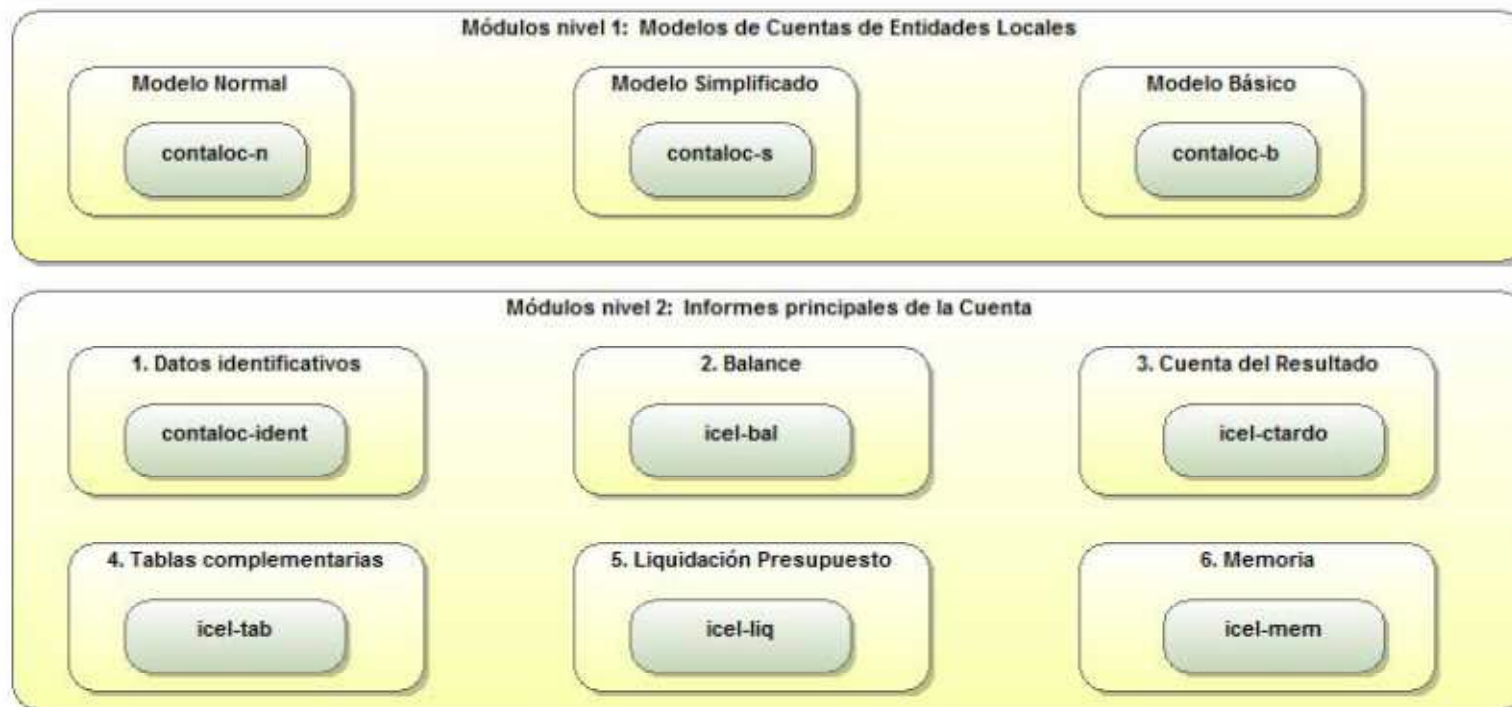 Módulos nivel 1: Modelos de Cuentas de Entidades Locales
Modelo Normal
Modelo Simplificado
Modelo Básico
contaloc-n
contaloc-s
contaloc-b
Módulos nivel 2: Informes principales de la Cuenta
1. Datos identificativos
2. Balance
3. Cuenta del Resultado
contaloc-ident
icel-bal
icel-ctardo
4. Tablas complementarias
5. Liquidación Presupuesto
6. Memoria
icel-tab
icel-liq
icel-mem